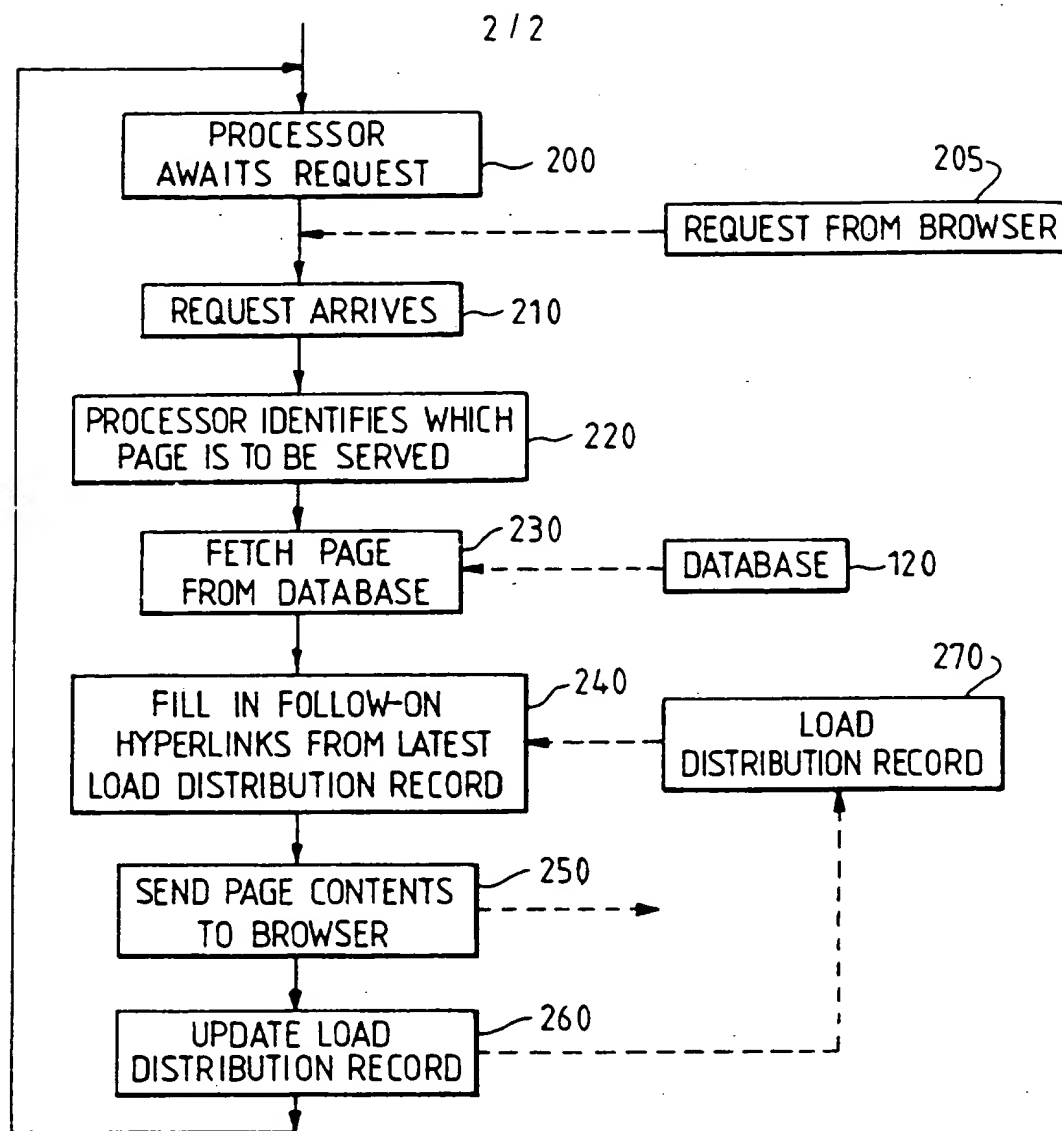 2 / 2
PROCESSOR
AWAITS REQUEST
200
205
REQUEST FROM BROWSER
REQUEST ARRIVES
210
PROCESSOR IDENTIFIES WHICH
PAGE IS TO BE SERVED
220
230
FETCH PAGE
FROM DATABASE
DATABASE
120
240
FILL IN FOLLOW-ON
HYPERLINKS FROM LATEST
LOAD DISTRIBUTION RECORD
270
LOAD
DISTRIBUTION RECORD
250
SEND PAGE CONTENTS
TO BROWSER
260
UPDATE LOAD
DISTRIBUTION RECORD